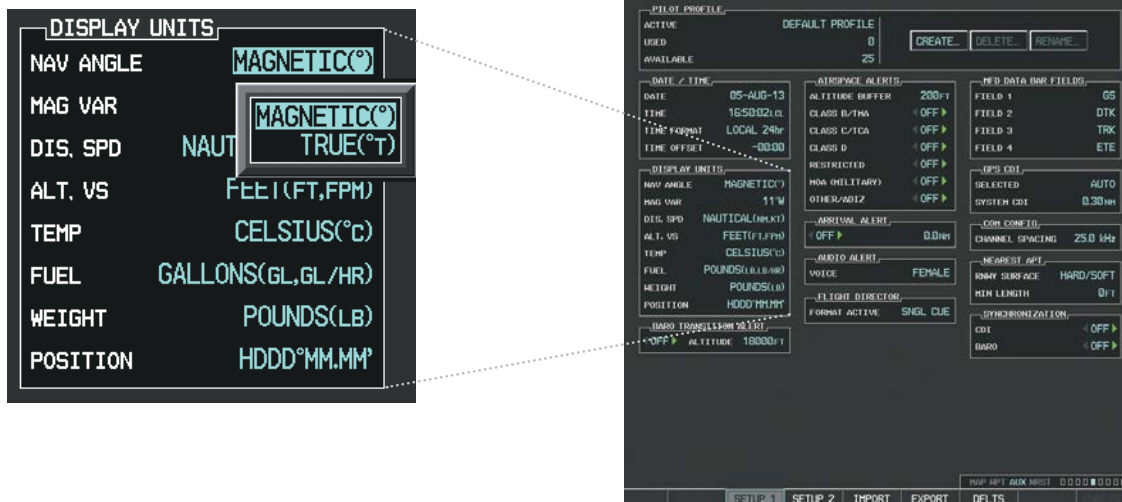 DISPLAY UNITS
NAV ANGLE MAGNETIC(°)
MAG VAR
MAGNETIC(°)
TRUE(°T)
DIS, SPD NAUT
ALT, VS FEET(FT,FPM)
TEMP CELSIUS(°C)
FUEL GALLONS(GL,GL/HR)
WEIGHT POUNDS(LB)
POSITION HDDD°MM.MM'
PILOT PROFILE
ACTIVE DEFAULT PROFILE
USED 0
AVAILABLE 25
CREATE… DELETE… RENAME…
DATE / TIME
DATE 05-AUG-13
TIME 16:50:02LCL
TIME FORMAT LOCAL 24hr
TIME OFFSET -00:00
DISPLAY UNITS
NAV ANGLE MAGNETIC(°)
MAG VAR 11°W
DIS, SPD NAUTICAL(NM,KT)
ALT, VS FEET(FT,FPM)
TEMP CELSIUS(°C)
FUEL POUNDS(LB,LB/HR)
WEIGHT POUNDS(LB)
POSITION HDDD°MM.MM'
BARO TRANSITION ALERT
OFF ALTITUDE 18000FT
AIRSPACE ALERTS
ALTITUDE BUFFER 200FT
CLASS B/TMA OFF
CLASS C/TCA OFF
CLASS D OFF
RESTRICTED OFF
MOA (MILITARY) OFF
OTHER/ADIZ OFF
ARRIVAL ALERT
OFF 0.0NM
AUDIO ALERT
VOICE FEMALE
FLIGHT DIRECTOR
FORMAT ACTIVE SNGL CUE
MFD DATA BAR FIELDS
FIELD 1 GS
FIELD 2 DTK
FIELD 3 TRK
FIELD 4 ETE
GPS CDI
SELECTED AUTO
SYSTEM CDI 0.30NM
COM CONFIG
CHANNEL SPACING 25.0 kHz
NEAREST APT
RNWY SURFACE HARD/SOFT
MIN LENGTH 0FT
SYNCHRONIZATION
CDI OFF
BARO OFF
MAP WPT AUX NRST
SETUP 1 SETUP 2 IMPORT EXPORT DFLTS